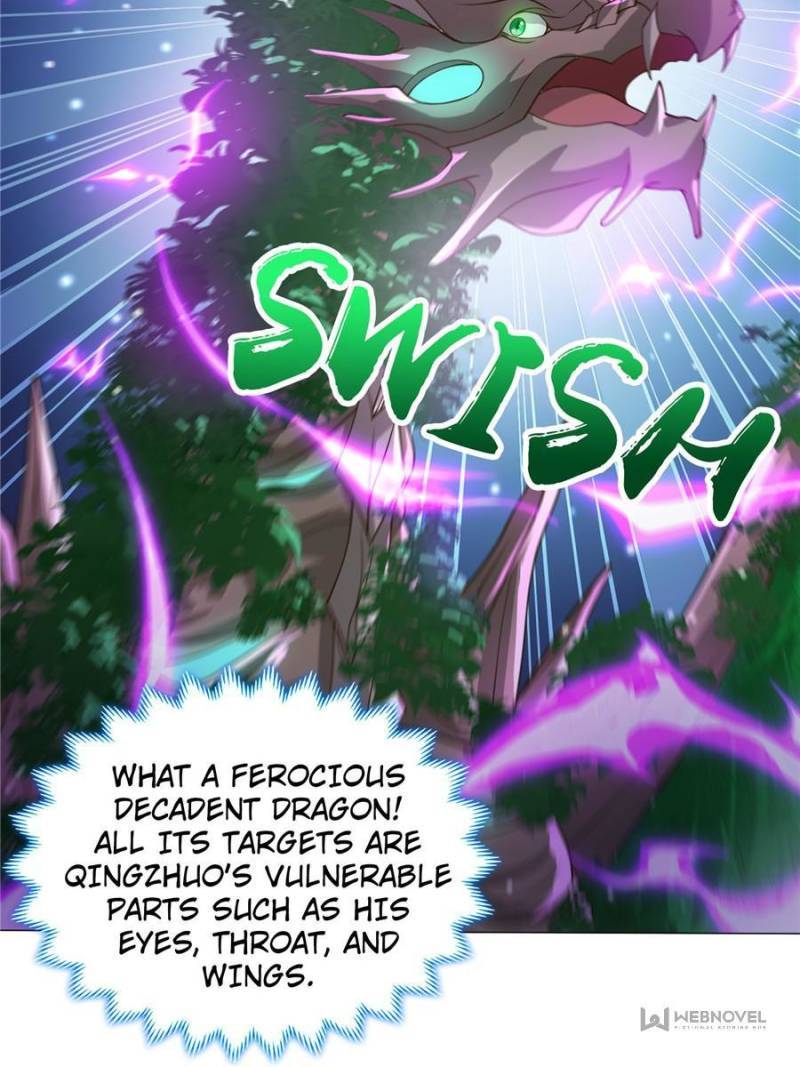 SWISH
WHAT A FEROCIOUS
DECADENT DRAGON!
ALL ITS TARGETS ARE
QINGZHUO'S VULNERABLE
PARTS SUCH AS HIS
EYES, THROAT, AND
WINGS.
WEBNOVEL